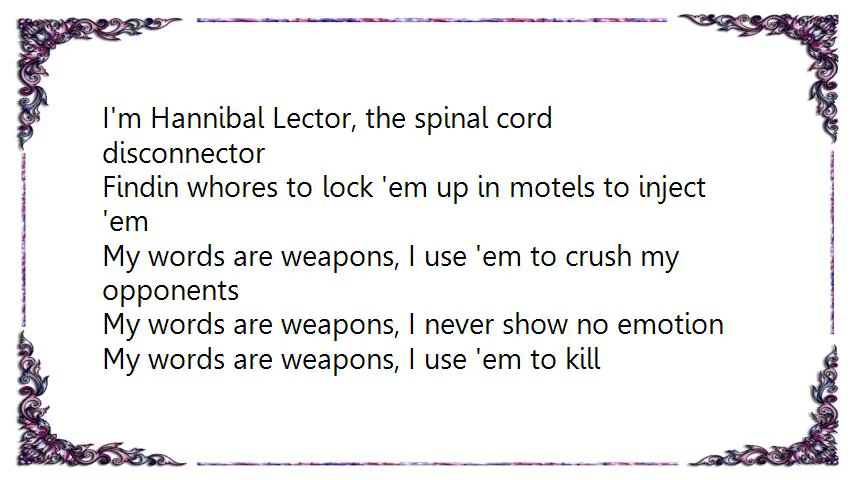 I'm Hannibal Lector, the spinal cord
disconnector
Findin whores to lock 'em up in motels to inject
'em
My words are weapons, I use 'em to crush my
opponents
My words are weapons, I never show no emotion
My words are weapons, I use 'em to kill